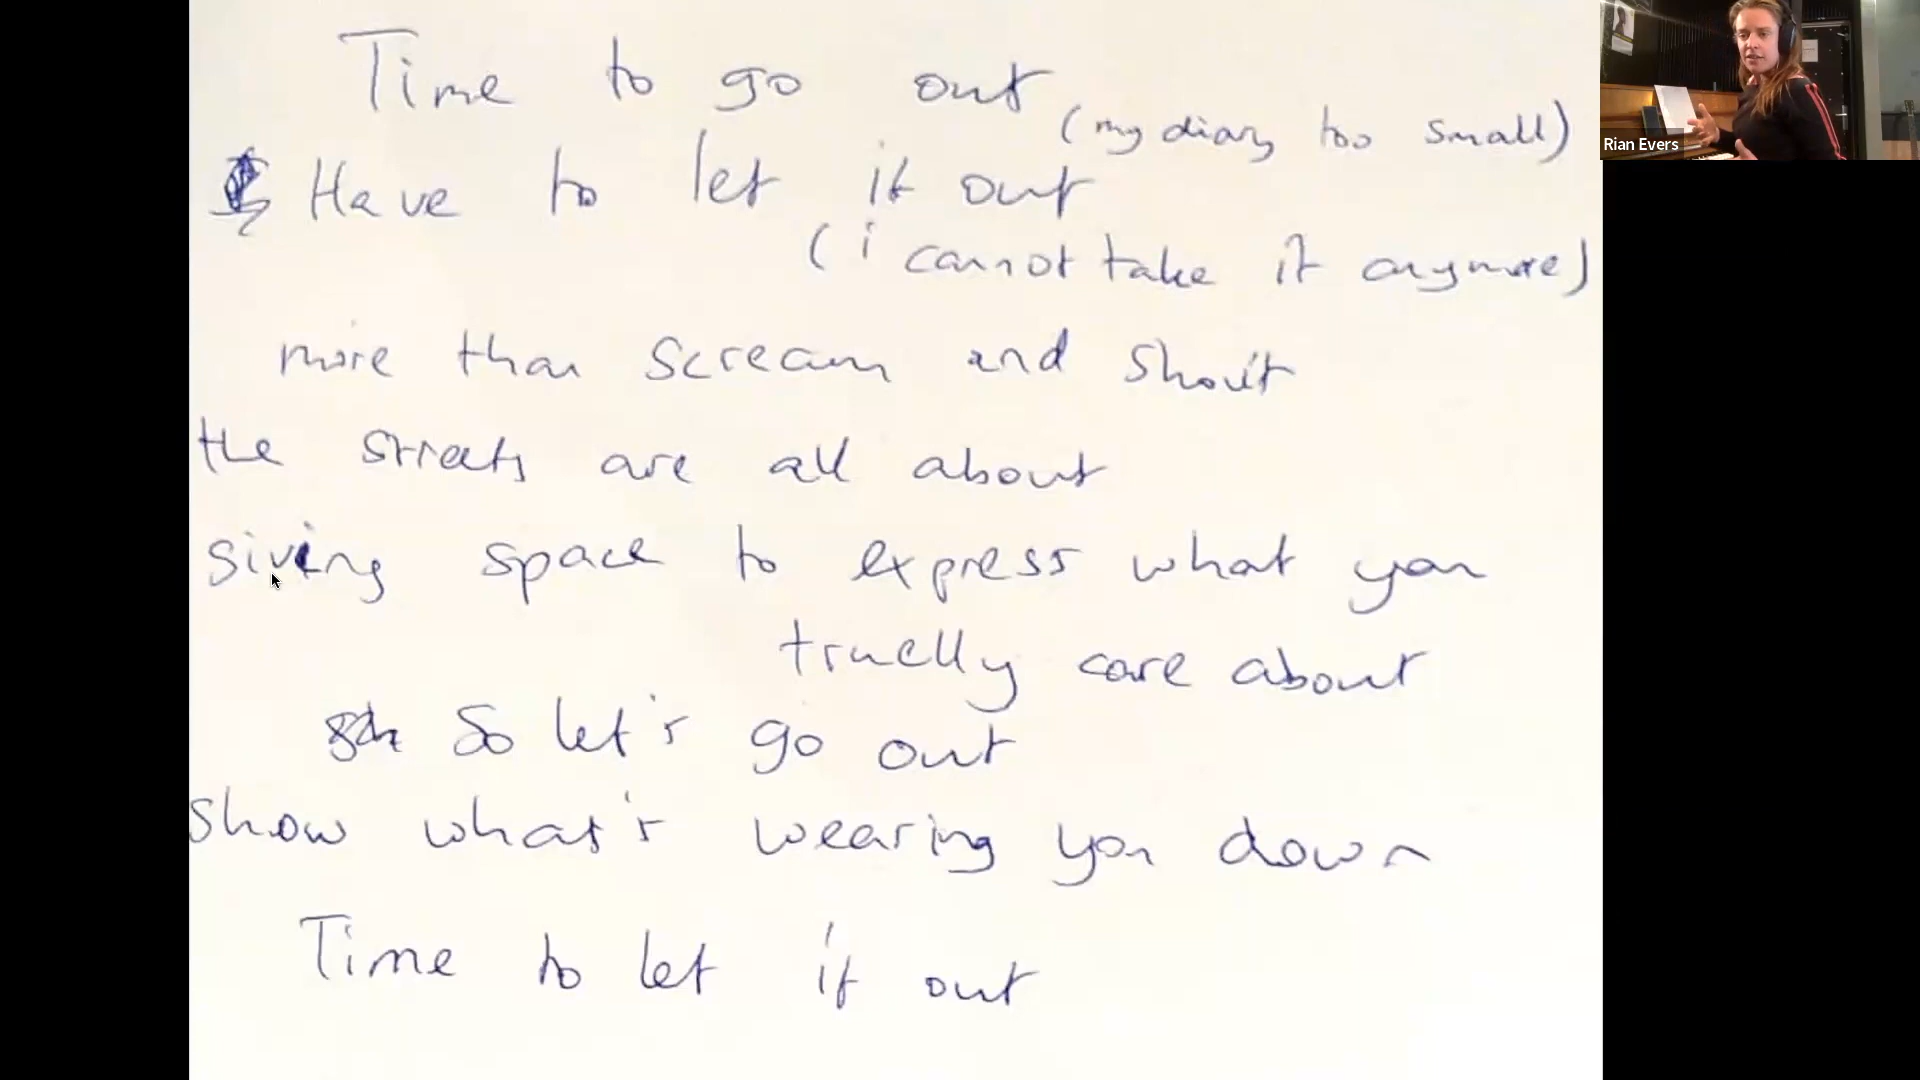 Time to go out
(my diary too small)
Have to let it out
(i cannot take it anymore)
more than scream and shout
the streets are all about
giving space to express what you
truelly care about
So let's go out
show what's wearing you down
Time to let it out
Rian Evers